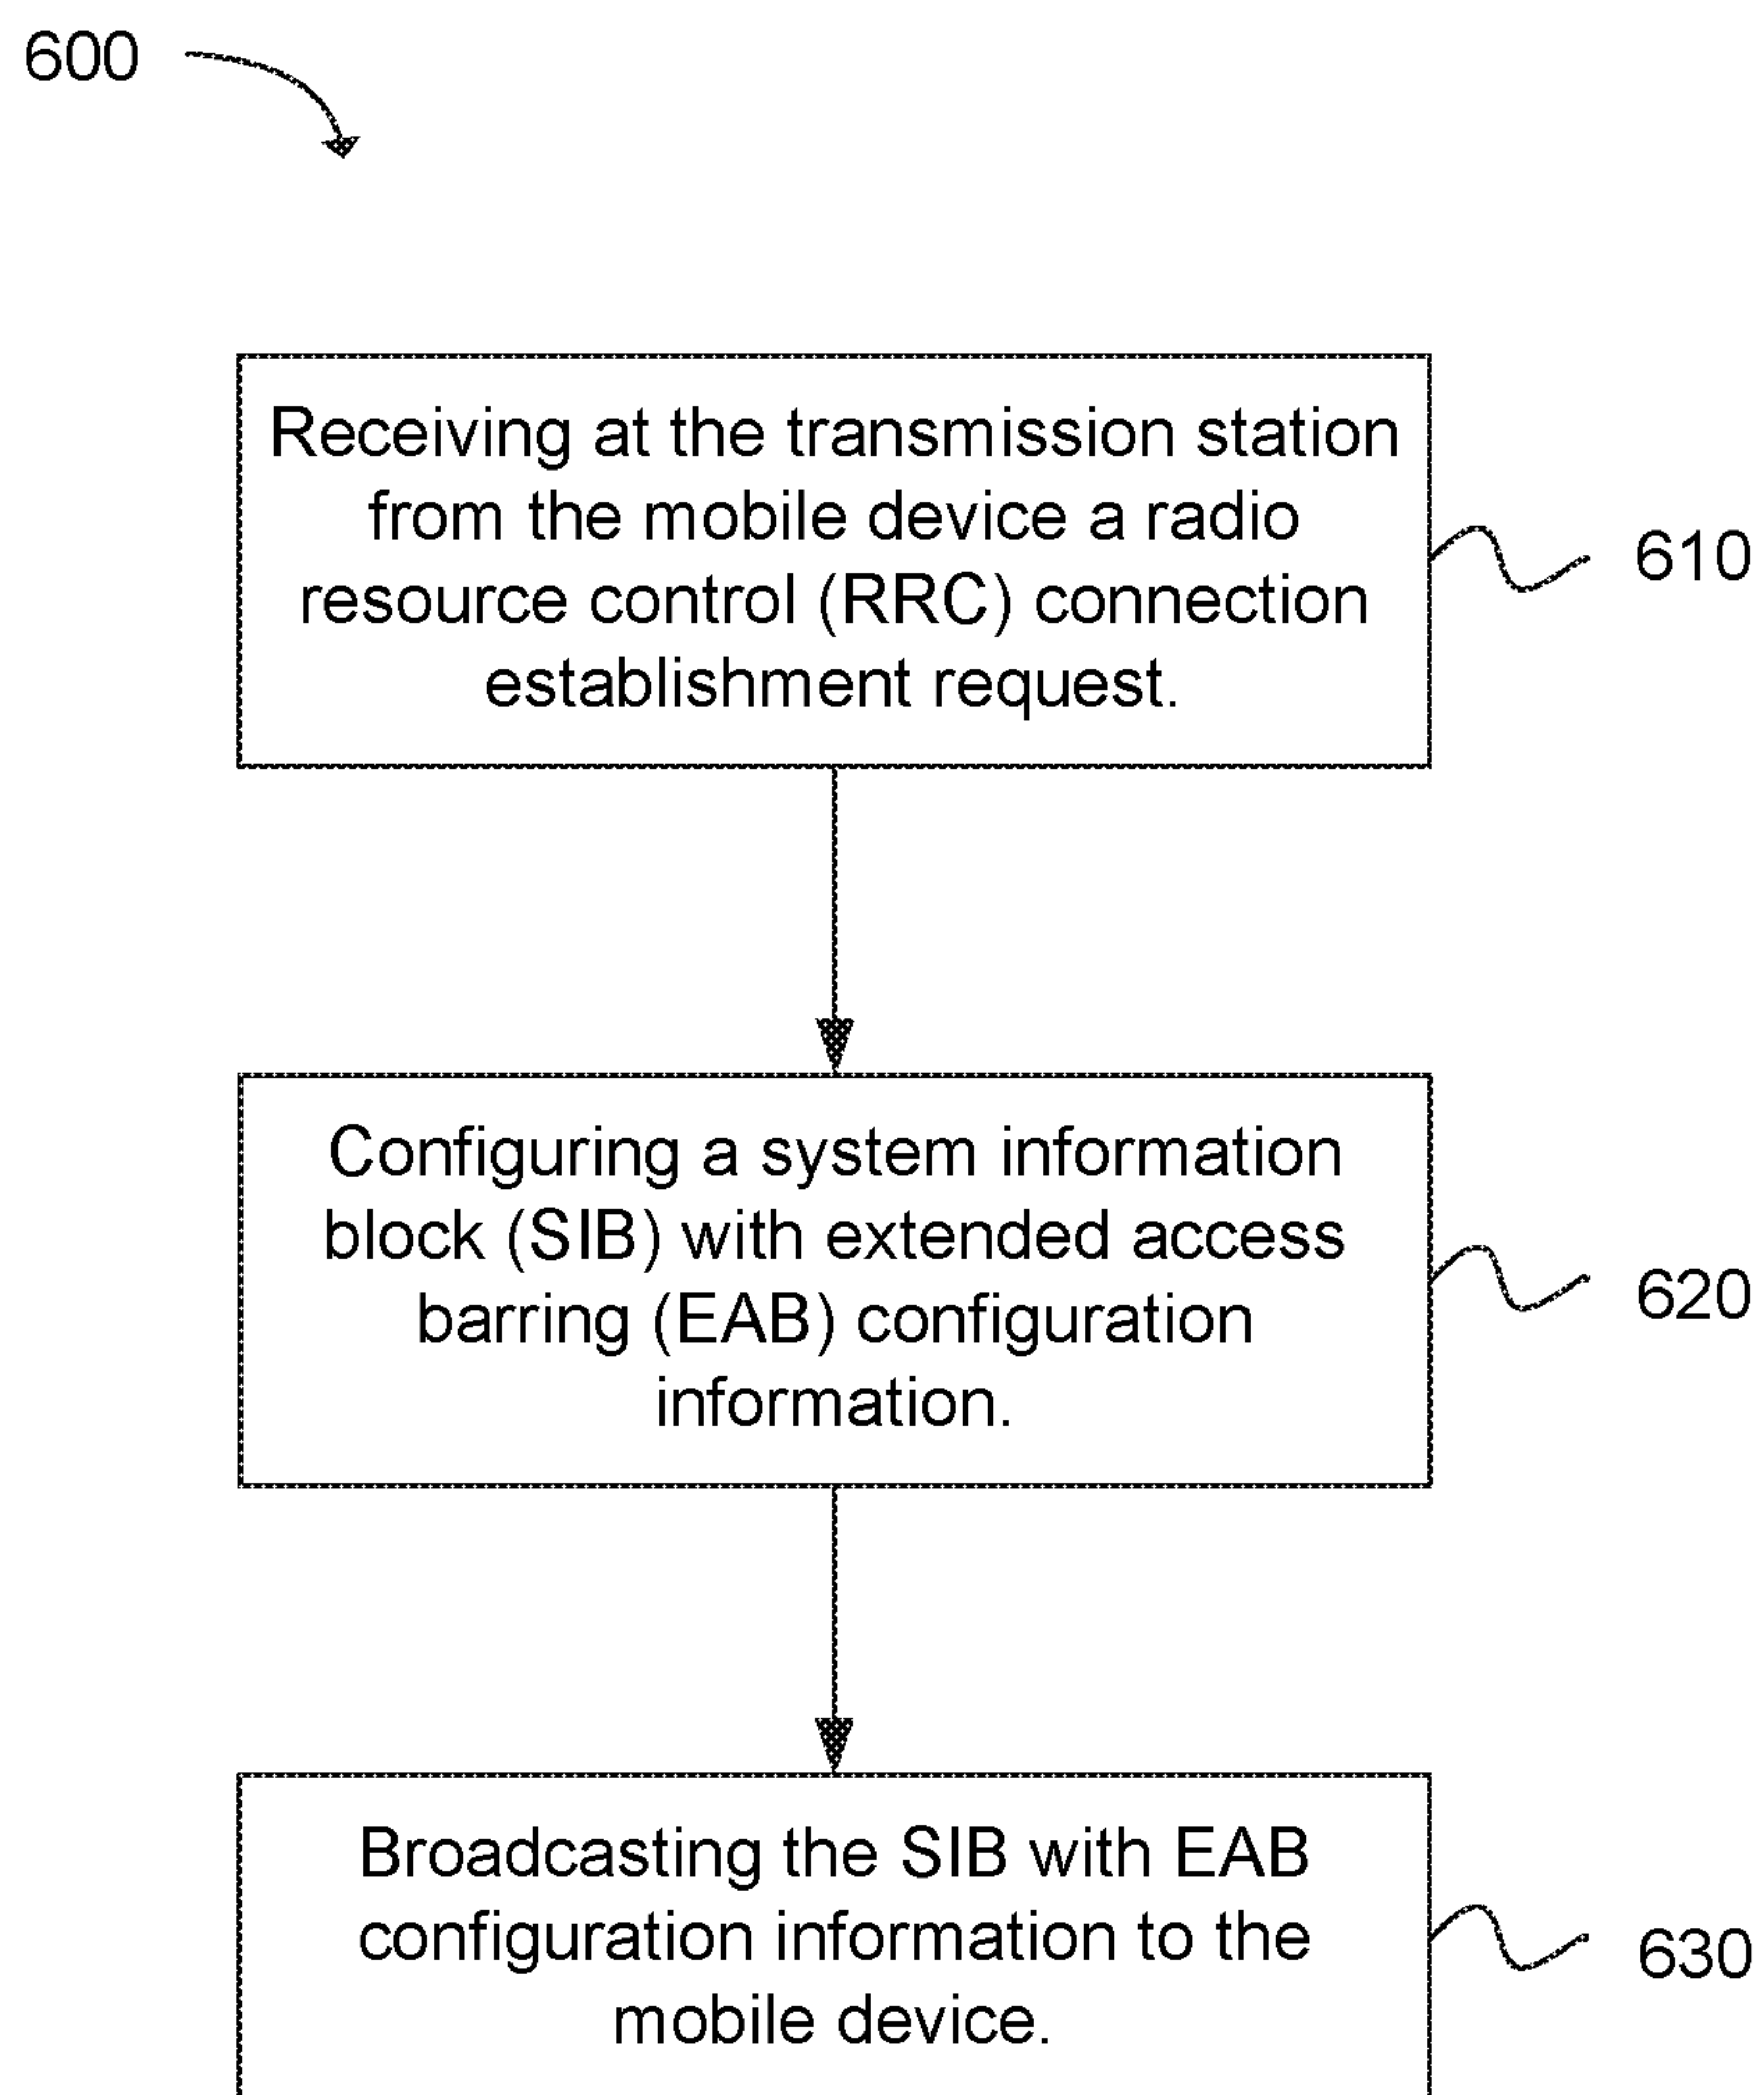 600
Receiving at the transmission station
from the mobile device a radio
resource control (RRC) connection
establishment request.
610
Configuring a system information
block (SIB) with extended access
barring (EAB) configuration
information.
620
Broadcasting the SIB with EAB
configuration information to the
mobile device.
630